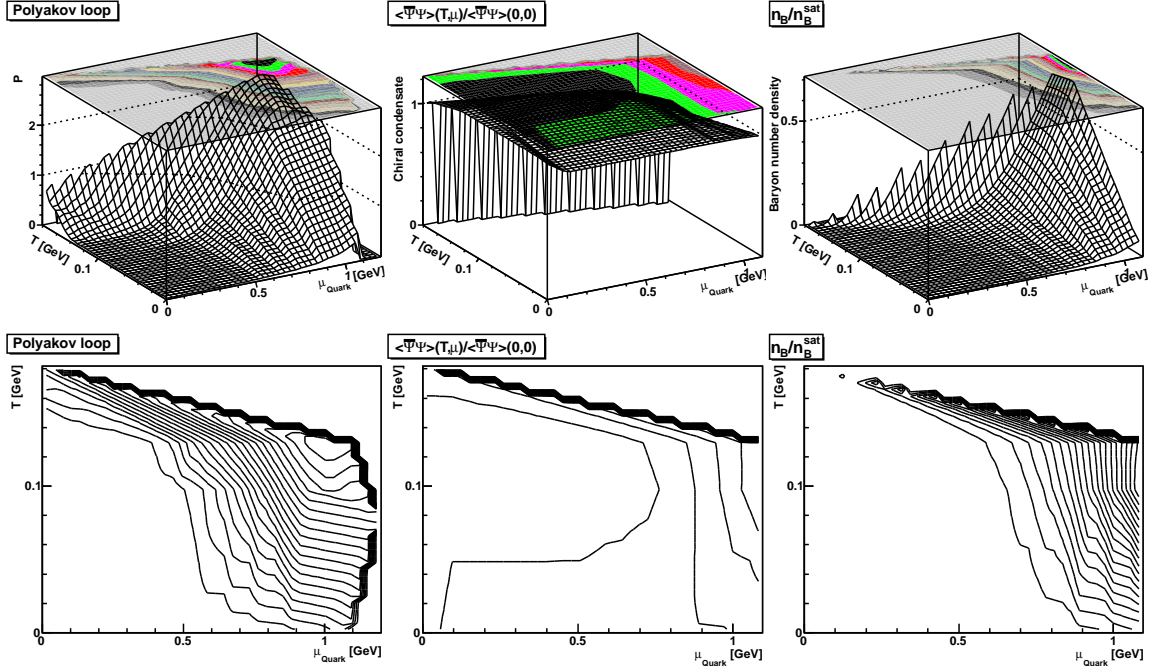 Polyakov loop
<Ψ̄Ψ>(T,μ)/<Ψ̄Ψ>(0,0)
n_B/n_B^sat
P
2
1
0
T [GeV]
0.1
0
0
0.5
1
μ_Quark [GeV]
Chiral condensate
1
0
T [GeV]
0.1
0
0
0.5
1
μ_Quark [GeV]
Baryon number density
0.5
0
T [GeV]
0.1
0
0
0.5
1
μ_Quark [GeV]
Polyakov loop
<Ψ̄Ψ>(T,μ)/<Ψ̄Ψ>(0,0)
n_B/n_B^sat
T [GeV]
0.1
0
0
0.5
1
μ_Quark [GeV]
T [GeV]
0.1
0
0
0.5
1
μ_Quark [GeV]
T [GeV]
0.1
0
0
0.5
1
μ_Quark [GeV]